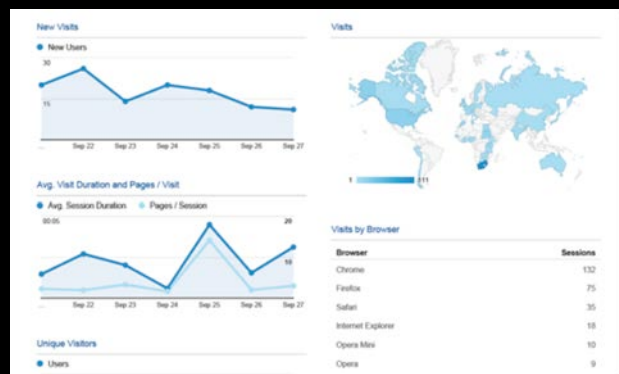 New Visits
New Users
30
15
... Sep 22 Sep 23 Sep 24 Sep 25 Sep 26 Sep 27
Avg. Visit Duration and Pages / Visit
Avg. Session Duration Pages / Session
20
10
... Sep 22 Sep 23 Sep 24 Sep 25 Sep 26 Sep 27
Unique Visitors
Users
Visits
1 111
Visits by Browser
Browser Sessions
Chrome 132
Firefox 75
Safari 35
Internet Explorer 18
Opera Mini 10
Opera 9